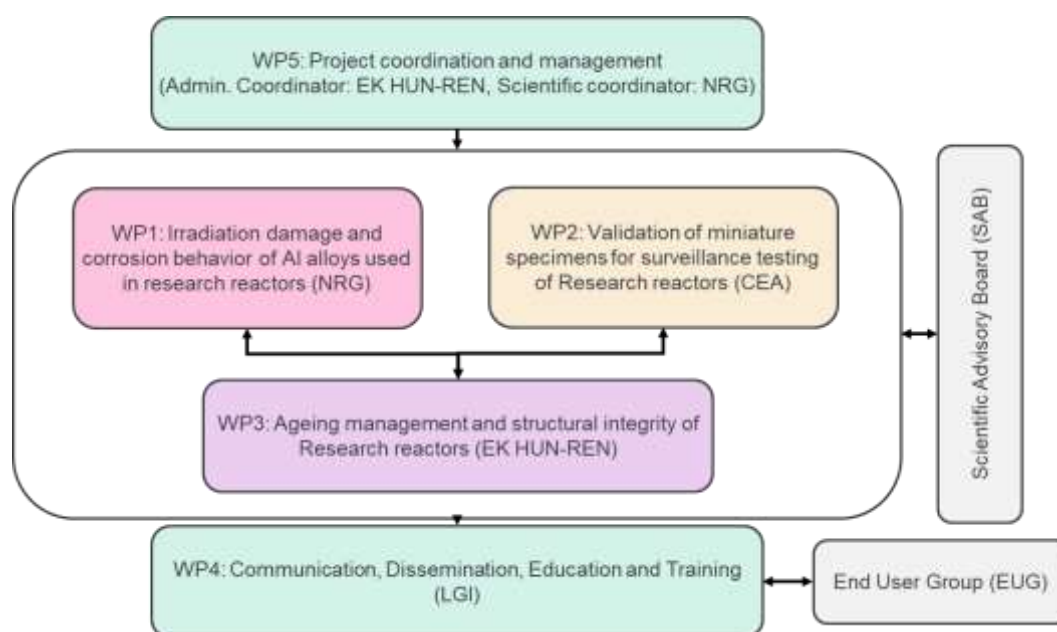 WP5: Project coordination and management
(Admin. Coordinator: EK HUN-REN, Scientific coordinator: NRG)
WP1: Irradiation damage and
corrosion behavior of Al alloys used
in research reactors (NRG)
WP2: Validation of miniature
specimens for surveillance testing
of Research reactors (CEA)
WP3: Ageing management and structural integrity of
Research reactors (EK HUN-REN)
Scientific Advisory Board (SAB)
WP4: Communication, Dissemination, Education and Training
(LGI)
End User Group (EUG)